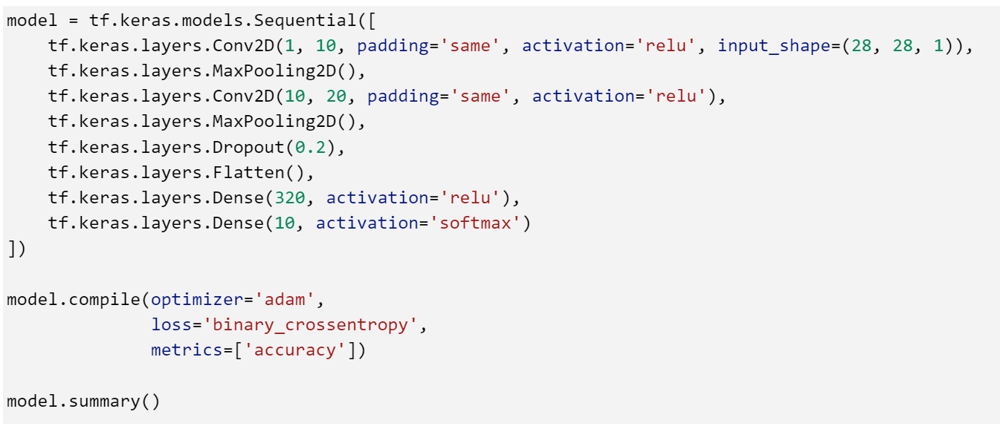 model = tf.keras.models.Sequential([
    tf.keras.layers.Conv2D(1, 10, padding='same', activation='relu', input_shape=(28, 28, 1)),
    tf.keras.layers.MaxPooling2D(),
    tf.keras.layers.Conv2D(10, 20, padding='same', activation='relu'),
    tf.keras.layers.MaxPooling2D(),
    tf.keras.layers.Dropout(0.2),
    tf.keras.layers.Flatten(),
    tf.keras.layers.Dense(320, activation='relu'),
    tf.keras.layers.Dense(10, activation='softmax')
])

model.compile(optimizer='adam',
              loss='binary_crossentropy',
              metrics=['accuracy'])

model.summary()